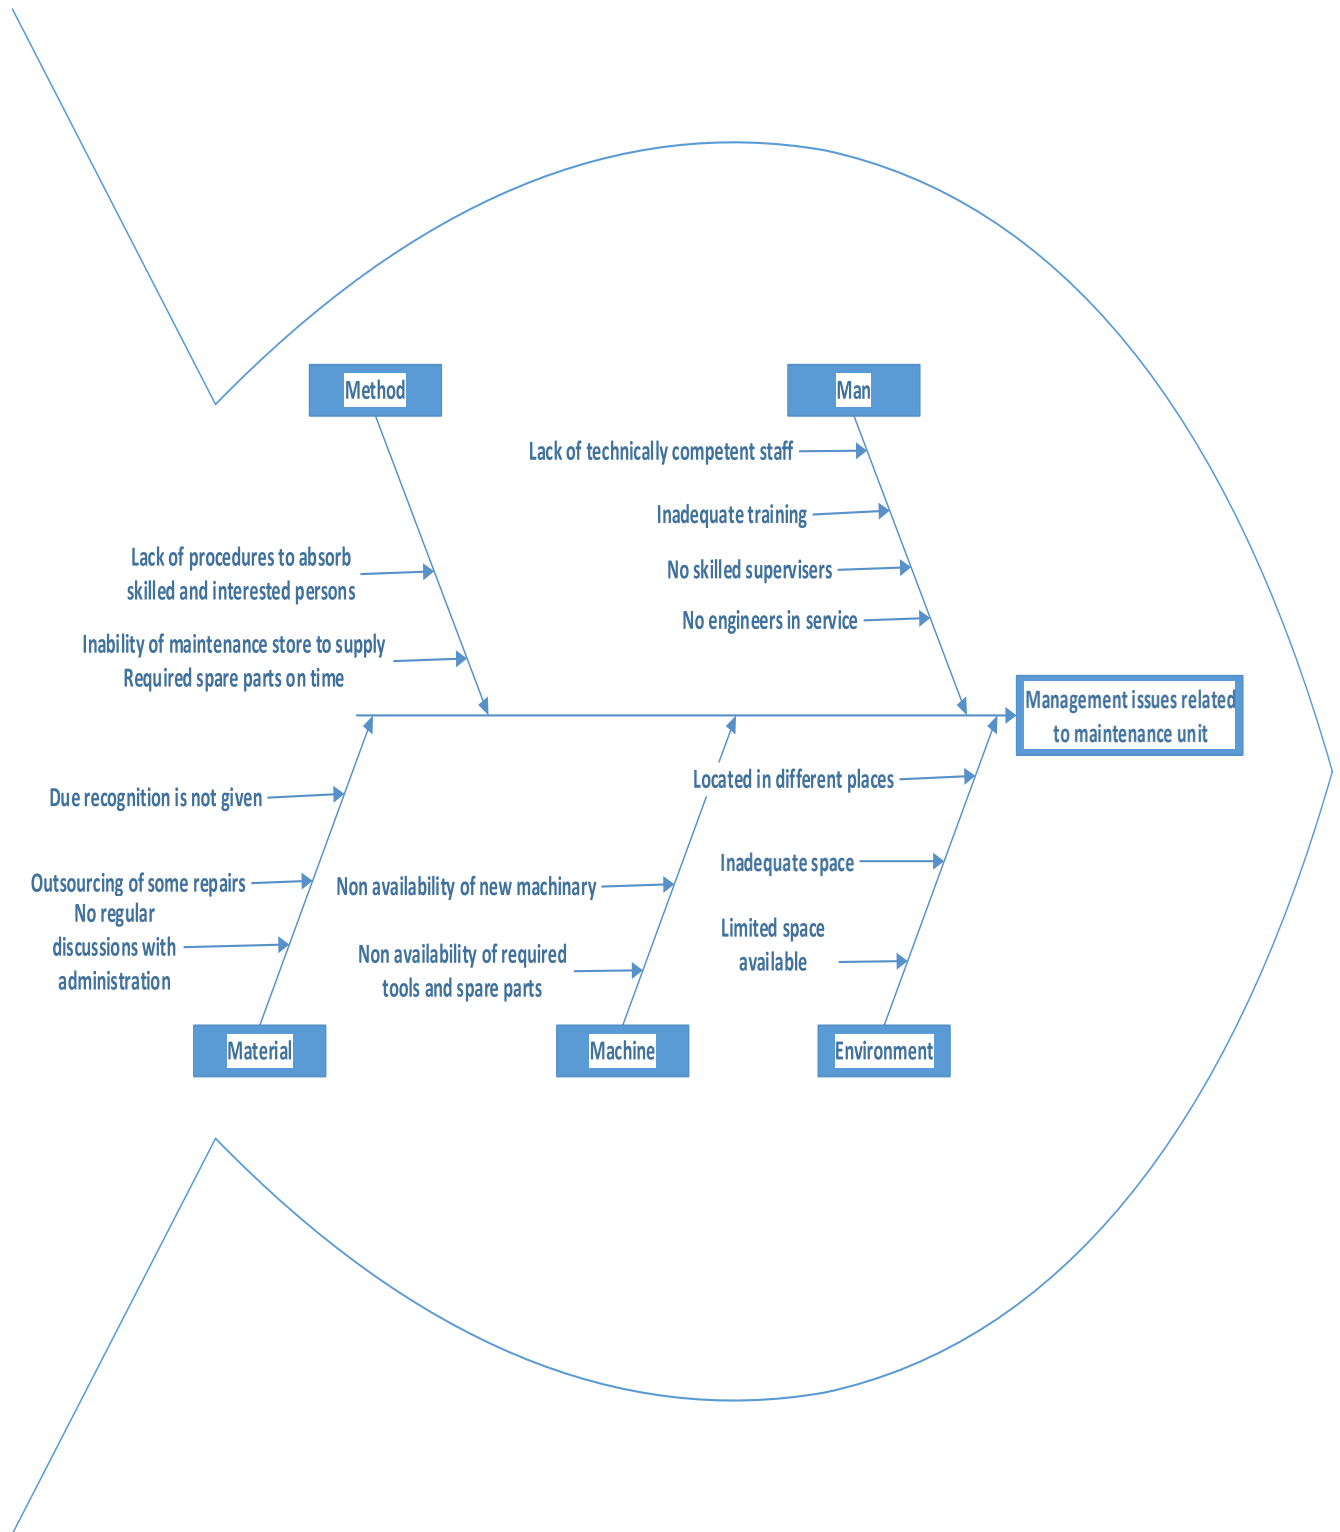 Method
Man
Lack of technically competent staff
Inadequate training
Lack of procedures to absorb
skilled and interested persons
No skilled supervisers
No engineers in service
Inability of maintenance store to supply
Required spare parts on time
Management issues related
to maintenance unit
Due recognition is not given
Located in different places
Outsourcing of some repairs
Non availability of new machinary
Inadequate space
No regular
discussions with
administration
Non availability of required
tools and spare parts
Limited space
available
Material
Machine
Environment